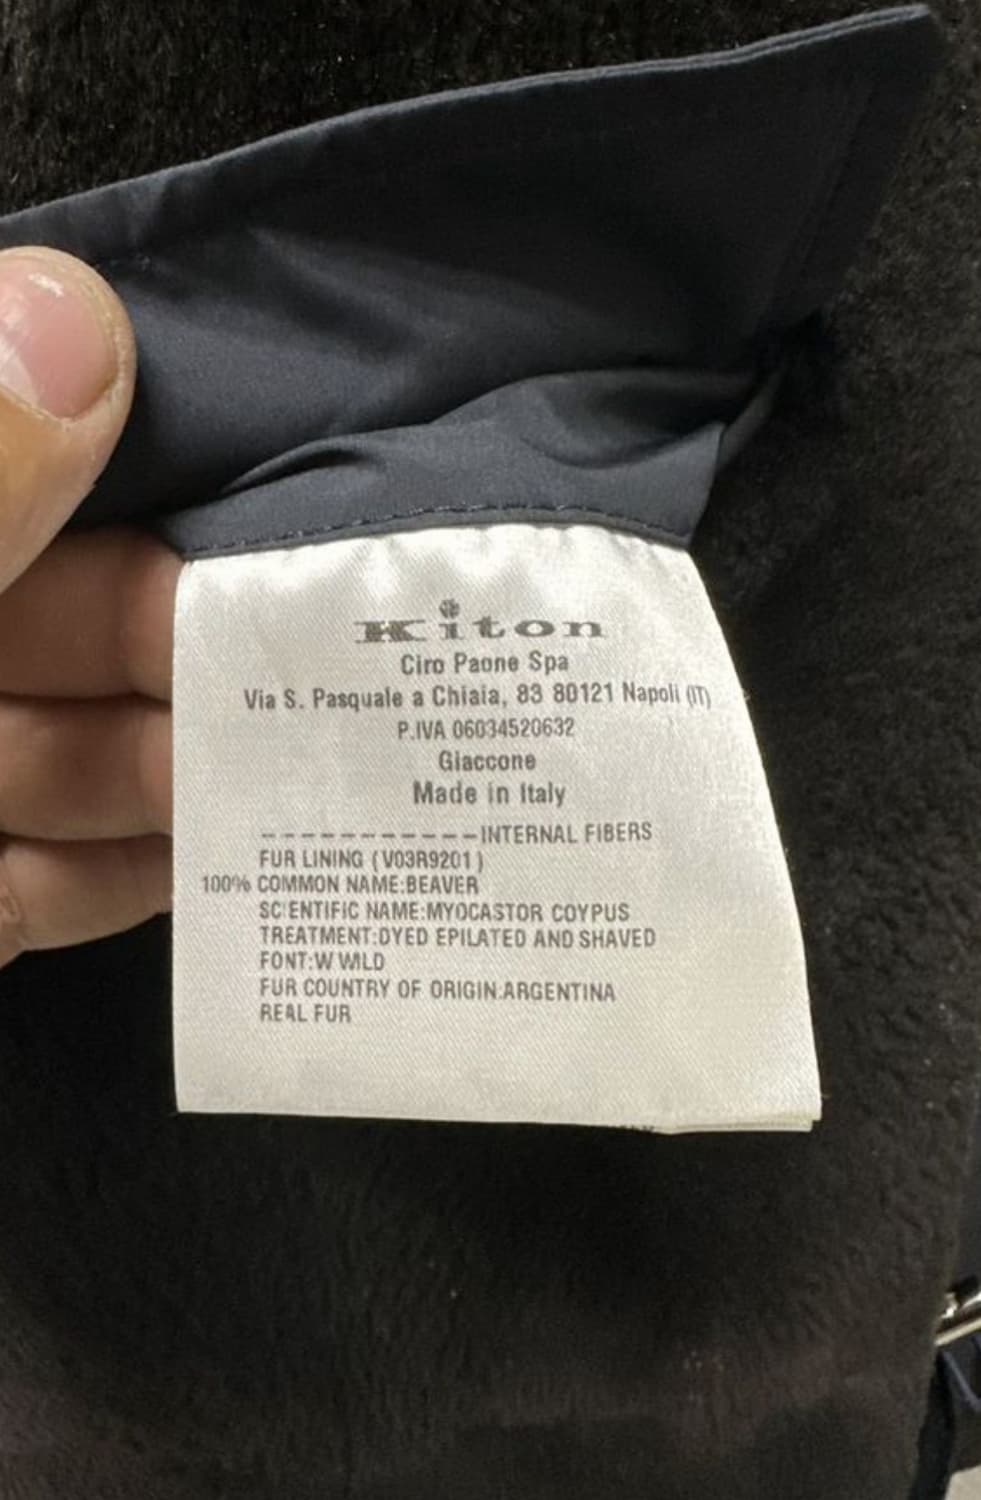 Kiton
Ciro Paone Spa
Via S. Pasquale a Chiaia, 83 80121 Napoli (IT)
P.IVA 06034520632
Giaccone
Made in Italy
-----------INTERNAL FIBERS
FUR LINING (V03R9201)
100% COMMON NAME:BEAVER
SCIENTIFIC NAME:MYOCASTOR COYPUS
TREATMENT:DYED EPILATED AND SHAVED
FONT:W WILD
FUR COUNTRY OF ORIGIN:ARGENTINA
REAL FUR